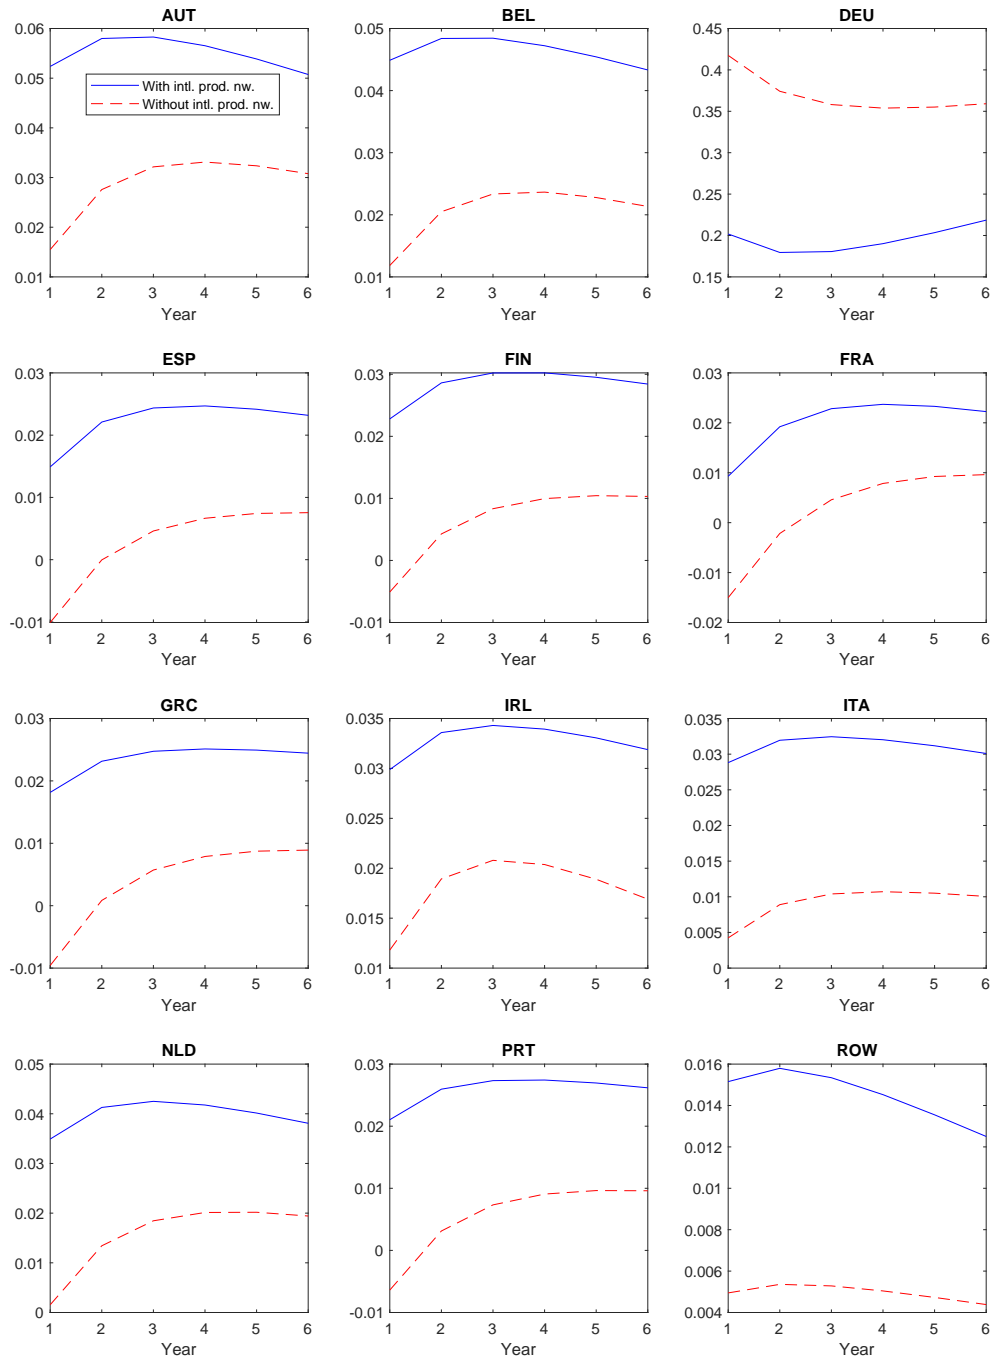 AUT
0.06
0.05
0.04
0.03
0.02
0.01
With intl. prod. nw.
Without intl. prod. nw.
1 2 3 4 5 6
Year
BEL
0.05
0.04
0.03
0.02
0.01
1 2 3 4 5 6
Year
DEU
0.45
0.4
0.35
0.3
0.25
0.2
0.15
1 2 3 4 5 6
Year
ESP
0.03
0.02
0.01
0
-0.01
1 2 3 4 5 6
Year
FIN
0.03
0.02
0.01
0
-0.01
1 2 3 4 5 6
Year
FRA
0.03
0.02
0.01
0
-0.01
-0.02
1 2 3 4 5 6
Year
GRC
0.03
0.02
0.01
0
-0.01
1 2 3 4 5 6
Year
IRL
0.035
0.03
0.025
0.02
0.015
0.01
1 2 3 4 5 6
Year
ITA
0.035
0.03
0.025
0.02
0.015
0.01
0.005
0
1 2 3 4 5 6
Year
NLD
0.05
0.04
0.03
0.02
0.01
0
1 2 3 4 5 6
Year
PRT
0.03
0.02
0.01
0
-0.01
1 2 3 4 5 6
Year
ROW
0.016
0.014
0.012
0.01
0.008
0.006
0.004
1 2 3 4 5 6
Year